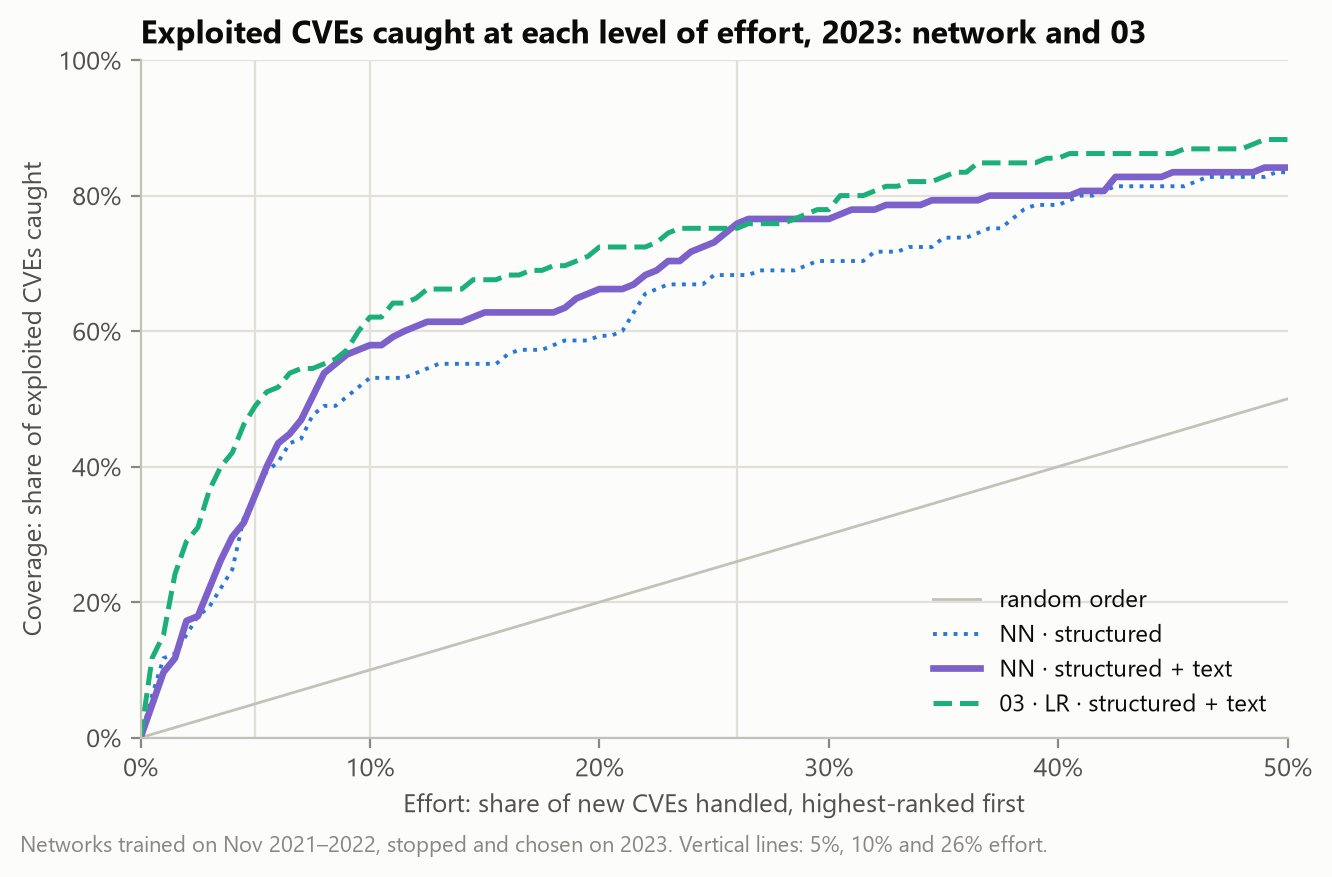 Exploited CVEs caught at each level of effort, 2023: network and 03
100%
80%
60%
40%
20%
0%
Coverage: share of exploited CVEs caught
random order
NN · structured
NN · structured + text
03 · LR · structured + text
0%
10%
20%
30%
40%
50%
Effort: share of new CVEs handled, highest-ranked first
Networks trained on Nov 2021–2022, stopped and chosen on 2023. Vertical lines: 5%, 10% and 26% effort.